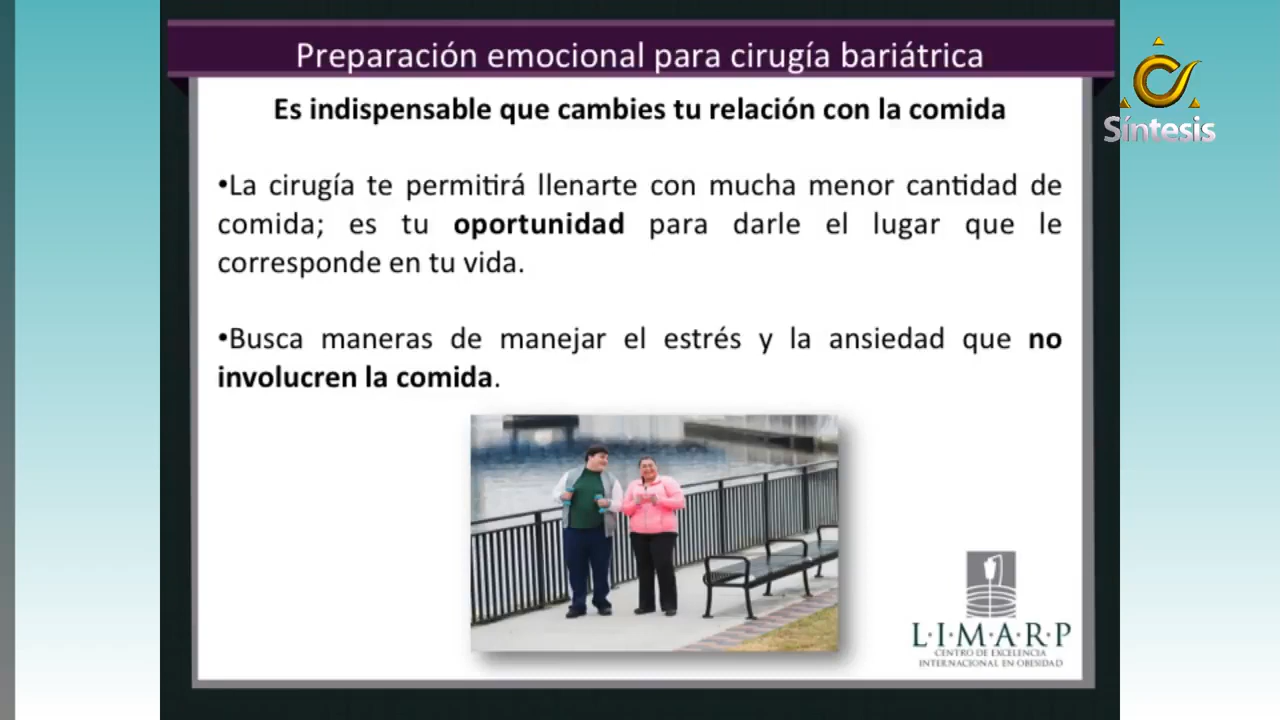 Preparación emocional para cirugía bariátrica
Síntesis
Es indispensable que cambies tu relación con la comida
•La cirugía te permitirá llenarte con mucha menor cantidad de
comida; es tu oportunidad para darle el lugar que le
corresponde en tu vida.
•Busca maneras de manejar el estrés y la ansiedad que no
involucren la comida.
L·I·M·A·R·P
CENTRO DE EXCELENCIA
INTERNACIONAL EN OBESIDAD